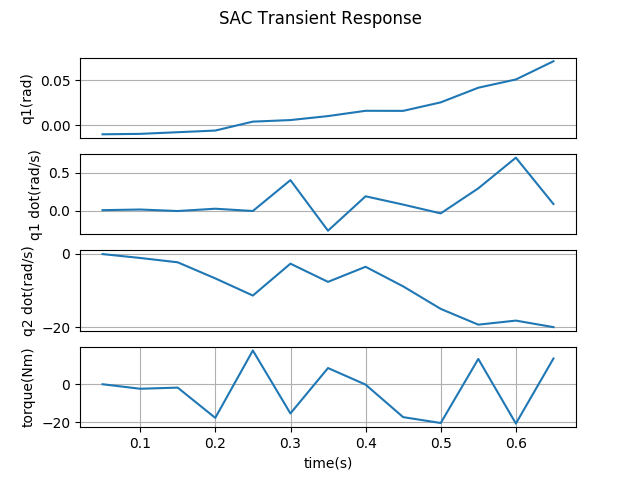 SAC Transient Response
q1(rad)
0.05
0.00
q1 dot(rad/s)
0.5
0.0
q2 dot(rad/s)
0
−20
torque(Nm)
0
−20
0.1 0.2 0.3 0.4 0.5 0.6
time(s)